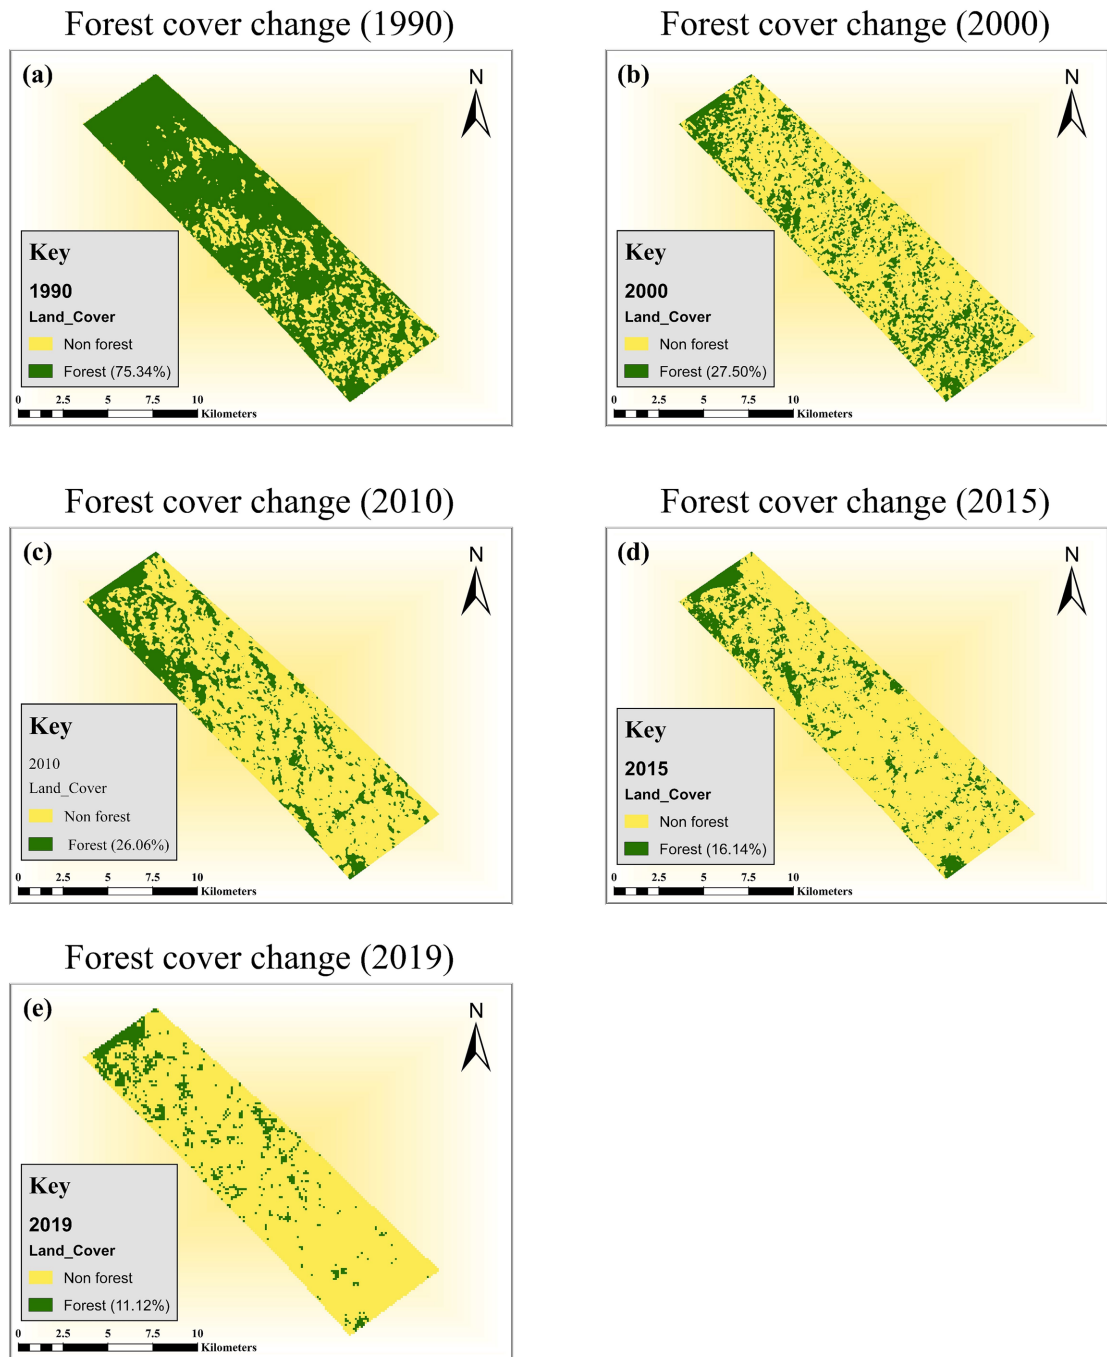 Forest cover change (1990)
(a)
N
Key
1990
Land_Cover
Non forest
Forest (75.34%)
0 2.5 5 7.5 10
Kilometers
Forest cover change (2000)
(b)
N
Key
2000
Land_Cover
Non forest
Forest (27.50%)
0 2.5 5 7.5 10
Kilometers
Forest cover change (2010)
(c)
N
Key
2010
Land_Cover
Non forest
Forest (26.06%)
0 2.5 5 7.5 10
Kilometers
Forest cover change (2015)
(d)
N
Key
2015
Land_Cover
Non forest
Forest (16.14%)
0 2.5 5 7.5 10
Kilometers
Forest cover change (2019)
(e)
N
Key
2019
Land_Cover
Non forest
Forest (11.12%)
0 2.5 5 7.5 10
Kilometers